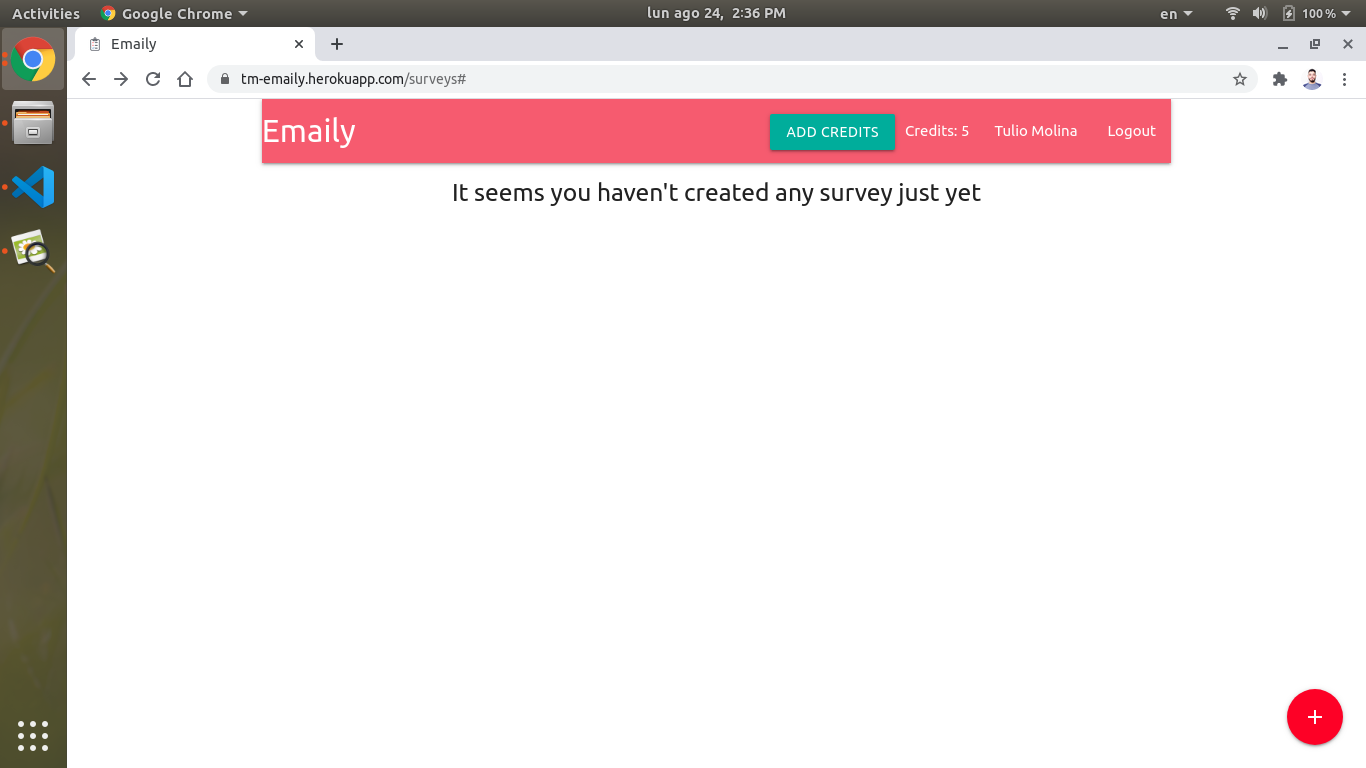 Activities Google Chrome lun ago 24, 2:36 PM en 100 %
Emaily
tm-emaily.herokuapp.com/surveys#
Emaily ADD CREDITS Credits: 5 Tulio Molina Logout
It seems you haven't created any survey just yet